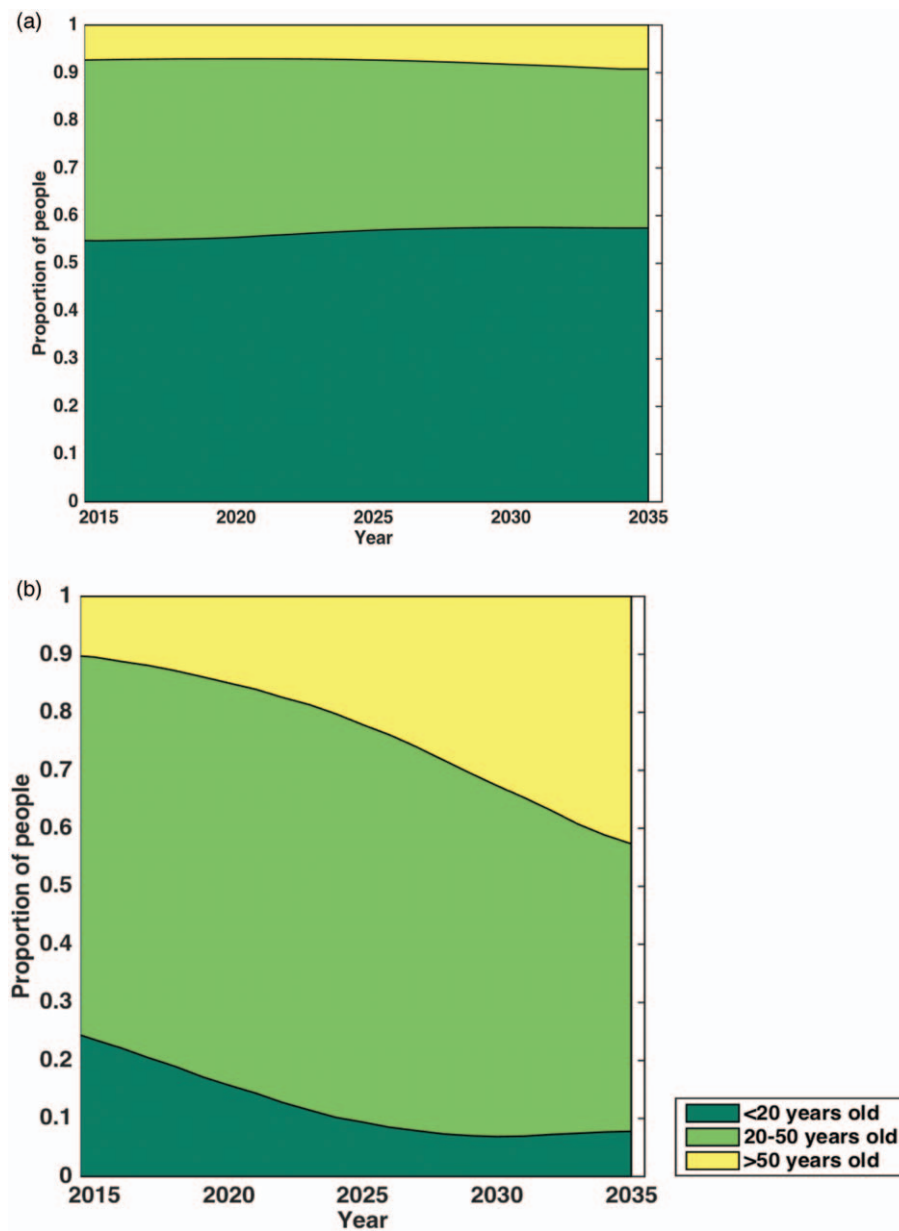 (a)
1
0.9
0.8
0.7
0.6
0.5
0.4
0.3
0.2
0.1
0
Proportion of people
2015 2020 2025 2030 2035
Year
(b)
1
0.9
0.8
0.7
0.6
0.5
0.4
0.3
0.2
0.1
0
Proportion of people
2015 2020 2025 2030 2035
Year
<20 years old
20-50 years old
>50 years old